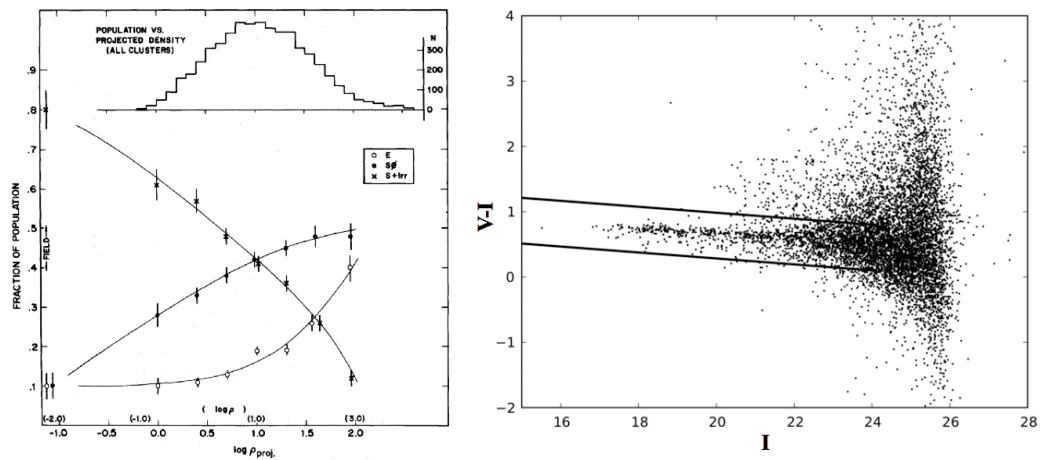 POPULATION VS.
PROJECTED DENSITY
(ALL CLUSTERS)
N
300
200
100
0
.9
.8
.7
.6
.5
.4
.3
.2
.1
FRACTION OF POPULATION
FIELD
E
SØ
S+Irr
( log ρ )
(-2.0) (-1.0) (1.0) (3.0)
-1.0 0.0 0.5 1.0 1.5 2.0
log ρproj.
4
3
2
1
0
−1
−2
V-I
16 18 20 22 24 26 28
I